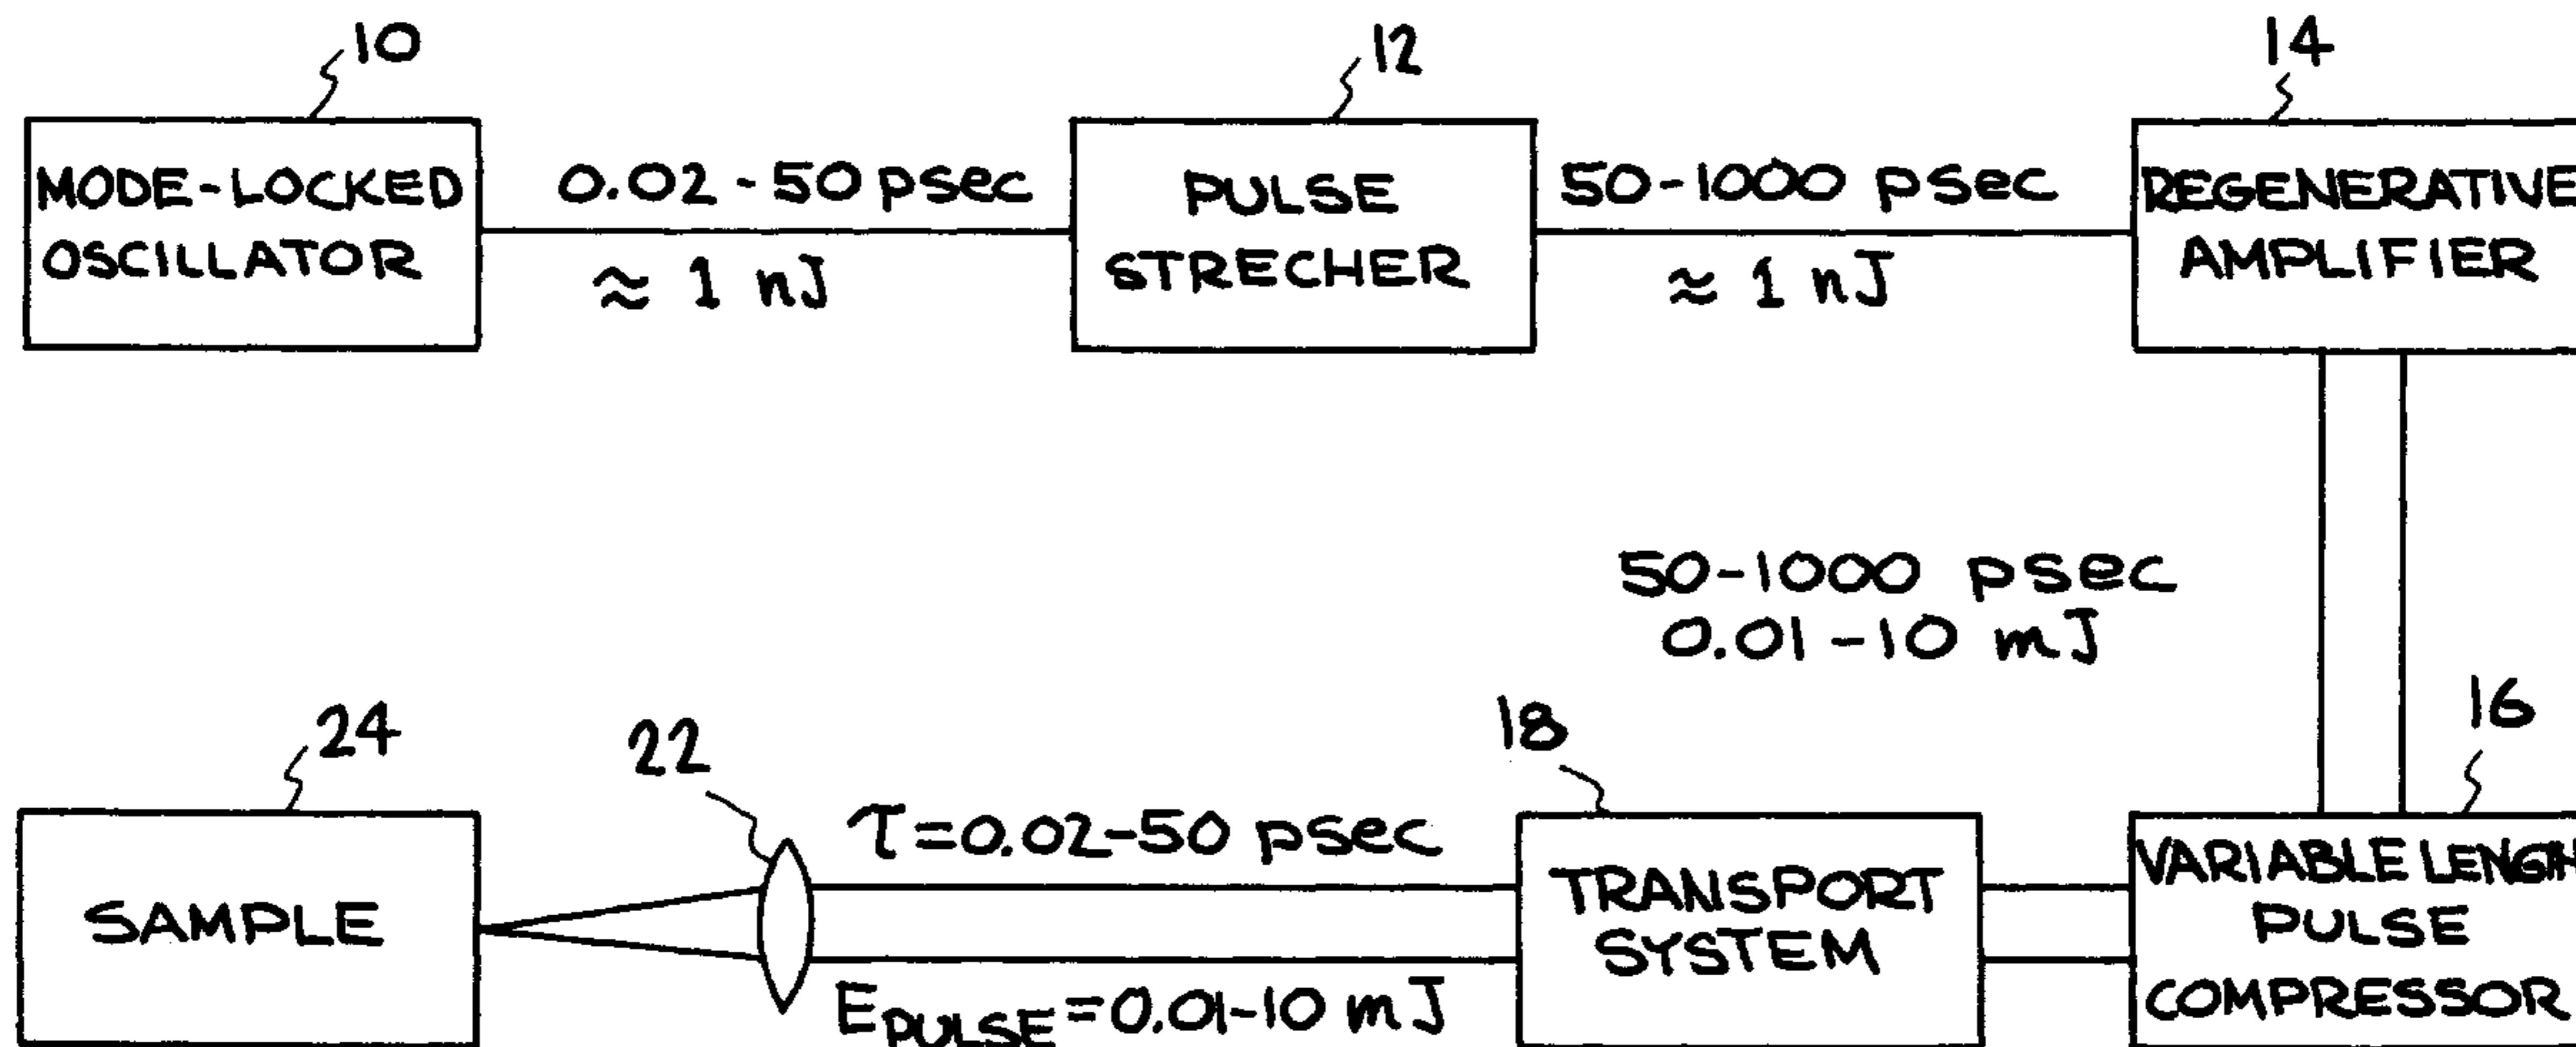 10
12
14
MODE-LOCKED
OSCILLATOR
0.02 - 50 psec
≈ 1 nJ
PULSE
STRECHER
50-1000 psec
≈ 1 nJ
REGENERATIVE
AMPLIFIER
50-1000 psec
0.01-10 mJ
24
22
18
16
SAMPLE
τ=0.02-50 psec
E PULSE=0.01-10 mJ
TRANSPORT
SYSTEM
VARIABLE LENGTH
PULSE
COMPRESSOR